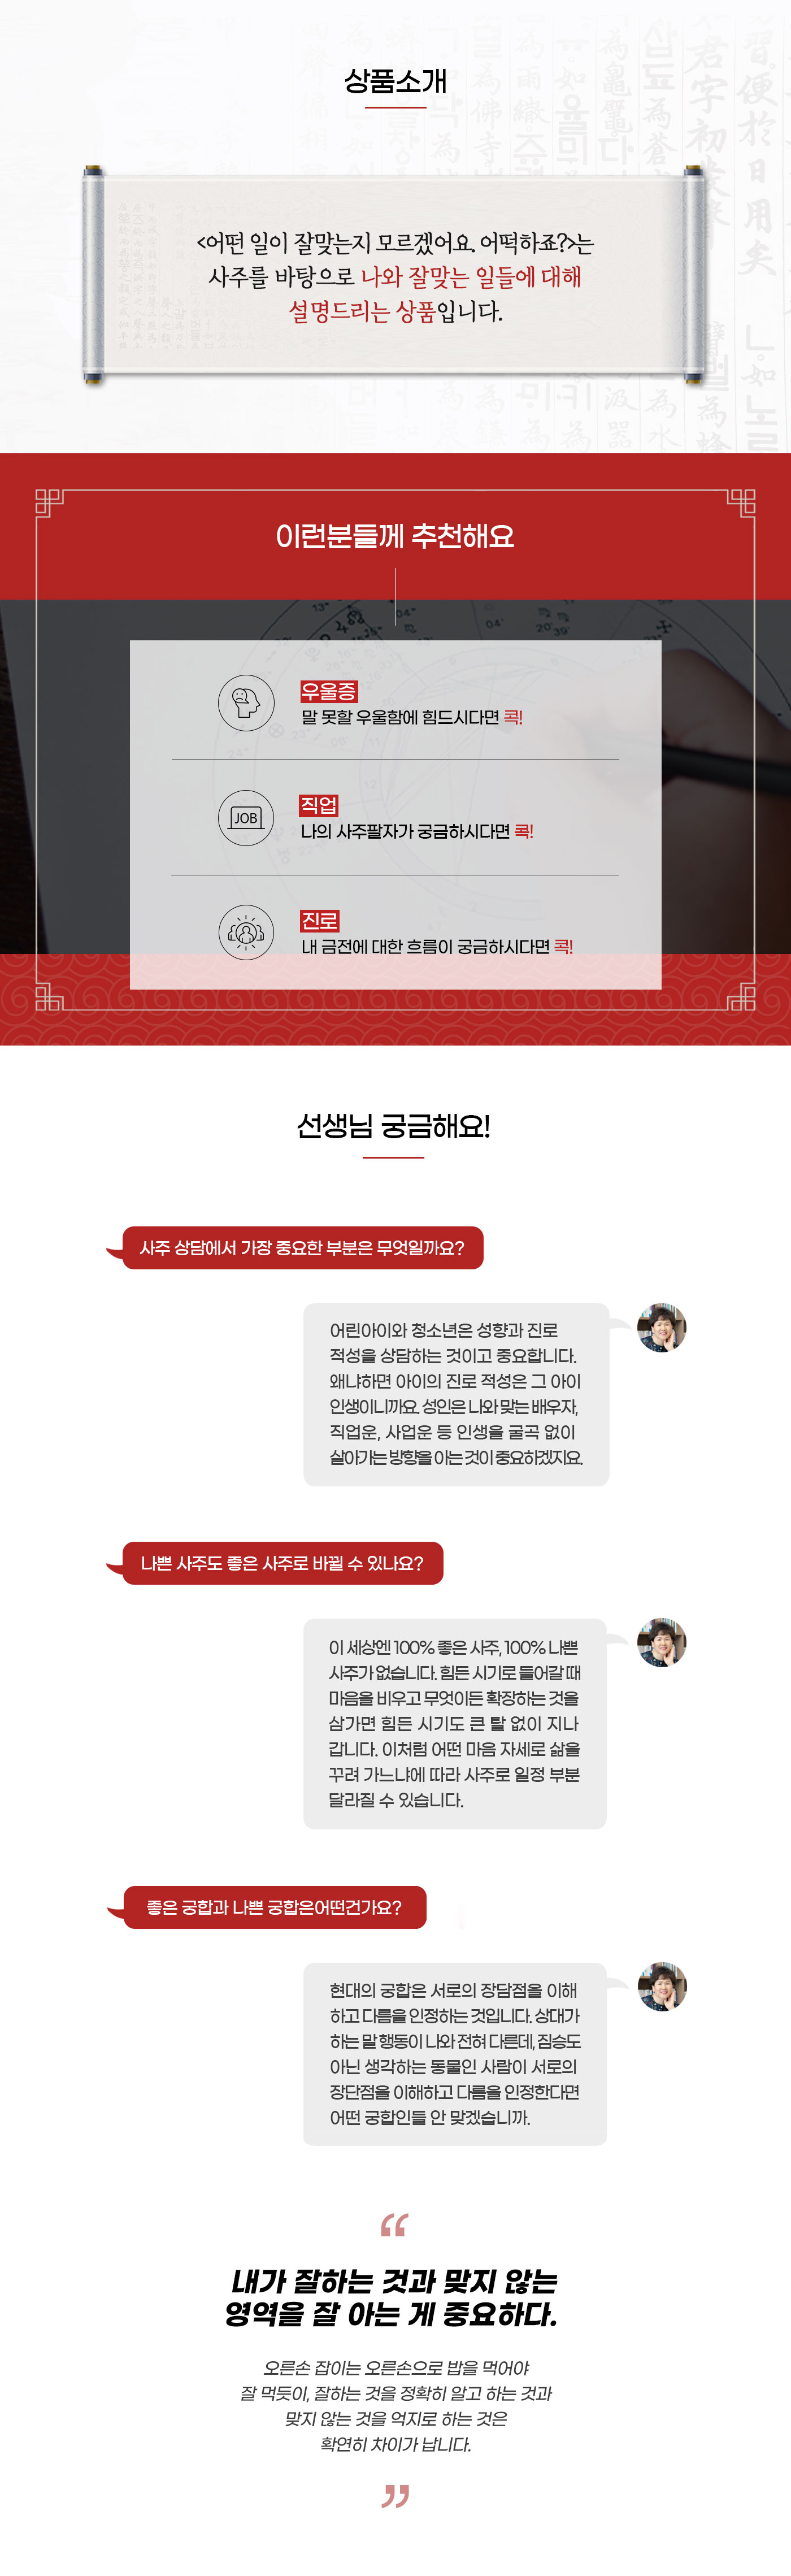 상품소개
<어떤 일이 잘맞는지 모르겠어요. 어떡하죠?>는
사주를 바탕으로 나와 잘맞는 일들에 대해
설명드리는 상품입니다.
이런분들께 추천해요
우울증
말 못할 우울함에 힘드시다면 콕!
JOB
직업
나의 사주팔자가 궁금하시다면 콕!
진로
내 금전에 대한 흐름이 궁금하시다면 콕!
선생님 궁금해요!
사주 상담에서 가장 중요한 부분은 무엇일까요?
어린아이와 청소년은 성향과 진로
적성을 상담하는 것이고 중요합니다.
왜냐하면 아이의 진로 적성은 그 아이
인생이니까요. 성인은 나와 맞는 배우자,
직업운, 사업운 등 인생을 굴곡 없이
살아가는 방향을 아는 것이 중요하겠지요.
나쁜 사주도 좋은 사주로 바뀔 수 있나요?
이 세상엔 100% 좋은 사주, 100% 나쁜
사주가 없습니다. 힘든 시기로 들어갈 때
마음을 비우고 무엇이든 확장하는 것을
삼가면 힘든 시기도 큰 탈 없이 지나
갑니다. 이처럼 어떤 마음 자세로 삶을
꾸려 가느냐에 따라 사주로 일정 부분
달라질 수 있습니다.
좋은 궁합과 나쁜 궁합은어떤건가요?
현대의 궁합은 서로의 장담점을 이해
하고 다름을 인정하는 것입니다. 상대가
하는 말 행동이 나와 전혀 다른데, 짐승도
아닌 생각하는 동물인 사람이 서로의
장단점을 이해하고 다름을 인정한다면
어떤 궁합인들 안 맞겠습니까.
“
내가 잘하는 것과 맞지 않는
영역을 잘 아는 게 중요하다.
오른손 잡이는 오른손으로 밥을 먹어야
잘 먹듯이, 잘하는 것을 정확히 알고 하는 것과
맞지 않는 것을 억지로 하는 것은
확연히 차이가 납니다.
”